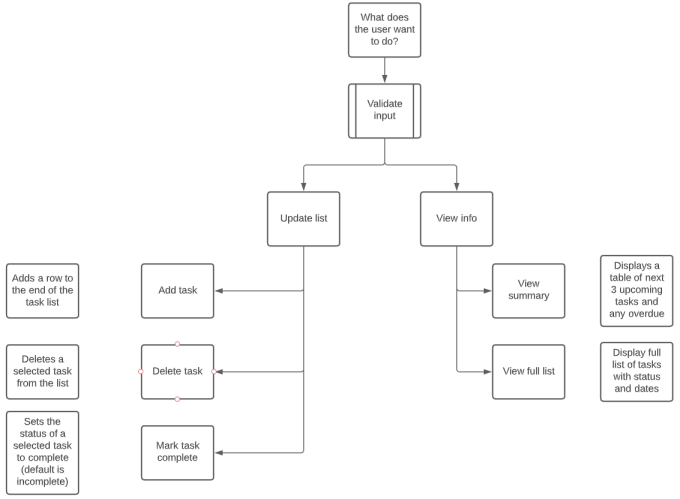 What does
the user want
to do?
Validate
input
Update list
View info
Adds a row to
the end of the
task list
Add task
View
summary
Displays a
table of next
3 upcoming
tasks and
any overdue
Deletes a
selected task
from the list
Delete task
View full list
Display full
list of tasks
with status
and dates
Sets the
status of a
selected task
to complete
(default is
incomplete)
Mark task
complete